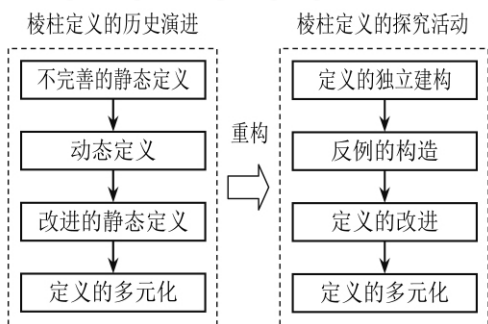 棱柱定义的历史演进
不完善的静态定义
动态定义
改进的静态定义
定义的多元化
重构
棱柱定义的探究活动
定义的独立建构
反例的构造
定义的改进
定义的多元化